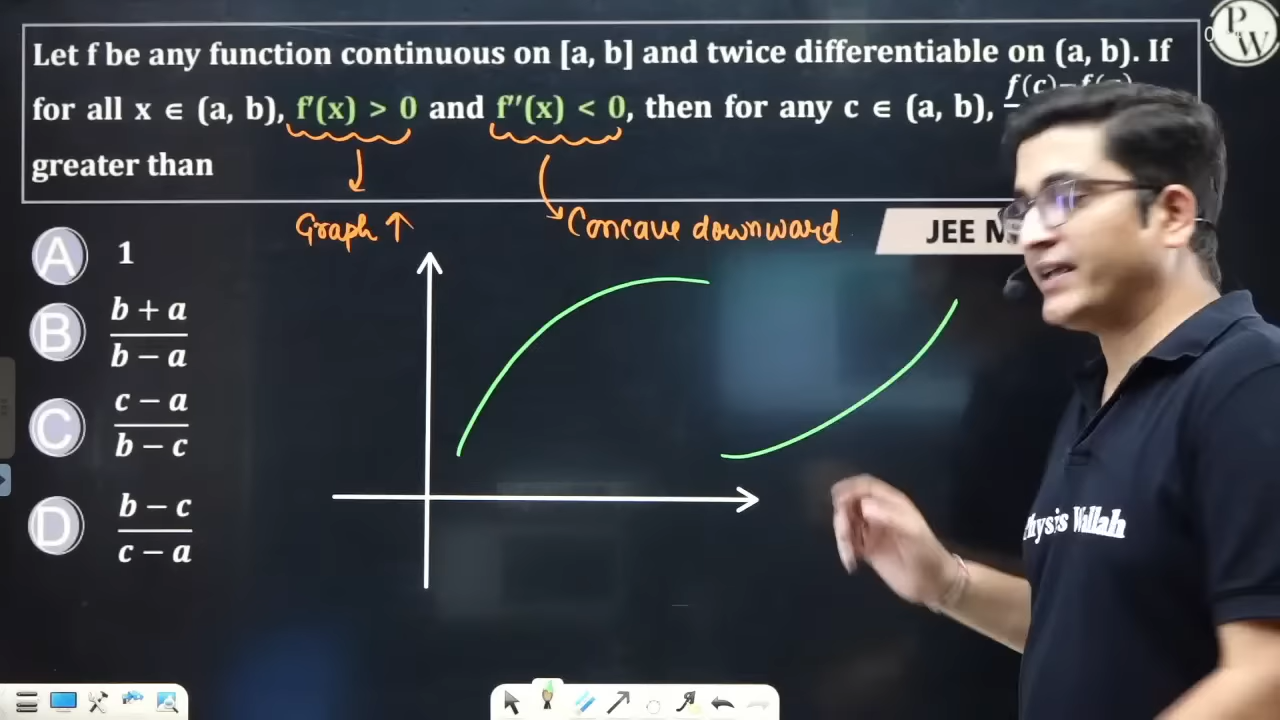 Let f be any function continuous on [a, b] and twice differentiable on (a, b). If
for all x ∈ (a, b), f'(x) > 0 and f''(x) < 0, then for any c ∈ (a, b), f(c)−f(
greater than
Graph ↑
Concave downward
JEE M
A 1
B b + a
b − a
C c − a
b − c
D b − c
c − a
PW
Physics Wallah